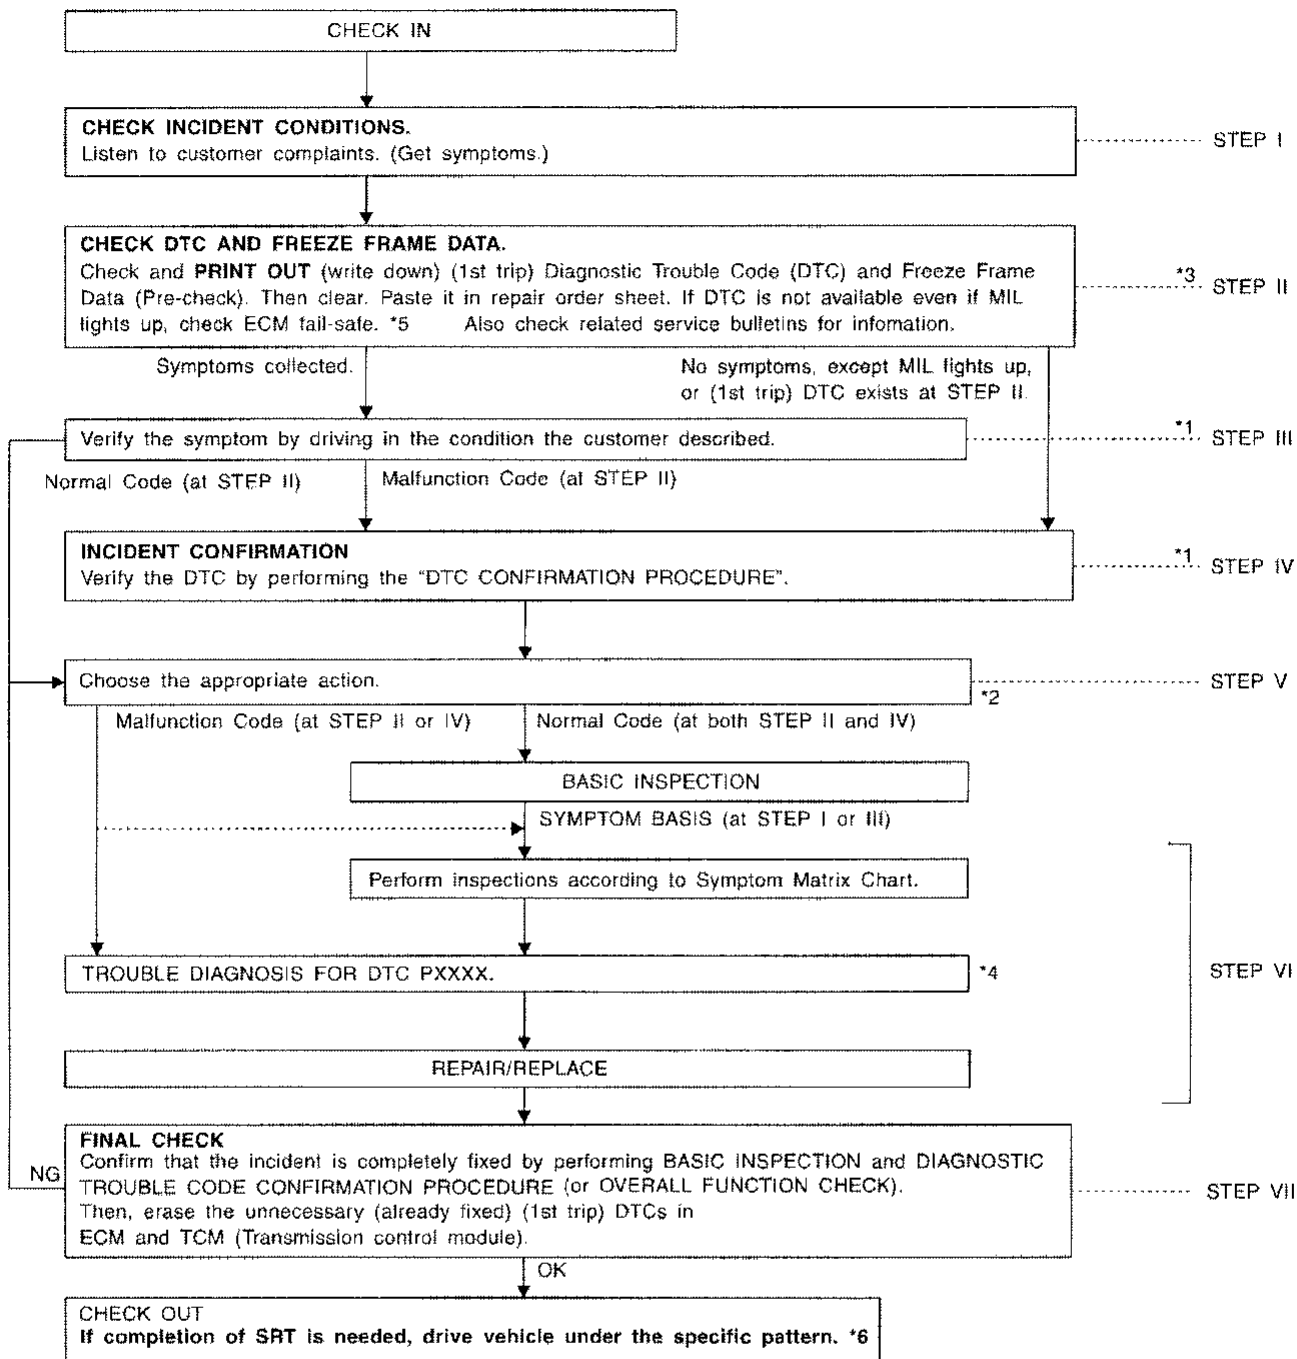 CHECK IN
CHECK INCIDENT CONDITIONS.
Listen to customer complaints. (Get symptoms.)
STEP I
CHECK DTC AND FREEZE FRAME DATA.
Check and PRINT OUT (write down) (1st trip) Diagnostic Trouble Code (DTC) and Freeze Frame
Data (Pre-check). Then clear. Paste it in repair order sheet. If DTC is not available even if MIL
lights up, check ECM fail-safe. *5 Also check related service bulletins for infomation.
*3 STEP II
Symptoms collected.
No symptoms, except MIL lights up,
or (1st trip) DTC exists at STEP II.
Verify the symptom by driving in the condition the customer described.
*1 STEP III
Normal Code (at STEP II)
Malfunction Code (at STEP II)
INCIDENT CONFIRMATION
Verify the DTC by performing the "DTC CONFIRMATION PROCEDURE".
*1 STEP IV
Choose the appropriate action.
*2
STEP V
Malfunction Code (at STEP II or IV)
Normal Code (at both STEP II and IV)
BASIC INSPECTION
SYMPTOM BASIS (at STEP I or III)
Perform inspections according to Symptom Matrix Chart.
TROUBLE DIAGNOSIS FOR DTC PXXXX.
*4
STEP VI
REPAIR/REPLACE
FINAL CHECK
Confirm that the incident is completely fixed by performing BASIC INSPECTION and DIAGNOSTIC
TROUBLE CODE CONFIRMATION PROCEDURE (or OVERALL FUNCTION CHECK).
Then, erase the unnecessary (already fixed) (1st trip) DTCs in
ECM and TCM (Transmission control module).
NG
STEP VII
OK
CHECK OUT
If completion of SRT is needed, drive vehicle under the specific pattern. *6